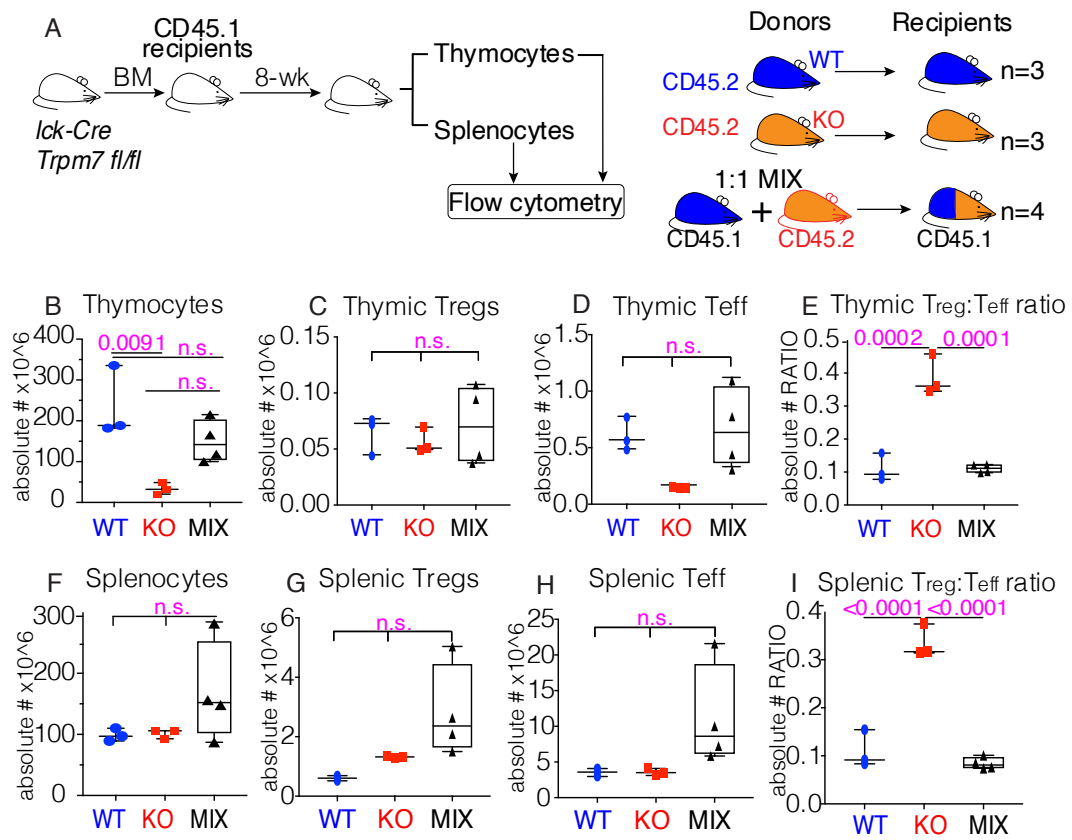 A
CD45.1
recipients
BM
8-wk
lck-Cre
Trpm7 fl/fl
Thymocytes
Splenocytes
Flow cytometry
Donors
Recipients
CD45.2
WT
n=3
CD45.2
KO
n=3
1:1 MIX
+
n=4
CD45.1
CD45.2
CD45.1
B
Thymocytes
absolute # x10^6
400
350
300
250
200
150
100
50
0
0.0091
n.s.
n.s.
WT KO MIX
C
Thymic Tregs
absolute # x10^6
0.15
0.10
0.05
0.00
n.s.
WT KO MIX
D
Thymic Teff
absolute # x10^6
1.5
1.0
0.5
0.0
n.s.
WT KO MIX
E
Thymic Treg:Teff ratio
absolute # RATIO
0.5
0.4
0.3
0.2
0.1
0.0
0.0002
0.0001
WT KO MIX
F
Splenocytes
absolute # x10^6
300
200
100
0
n.s.
WT KO MIX
G
Splenic Tregs
absolute # x10^6
6
4
2
0
n.s.
WT KO MIX
H
Splenic Teff
absolute # x10^6
25
20
15
10
5
0
n.s.
WT KO MIX
I
Splenic Treg:Teff ratio
absolute # RATIO
0.4
0.3
0.2
0.1
0.0
<0.0001
<0.0001
WT KO MIX